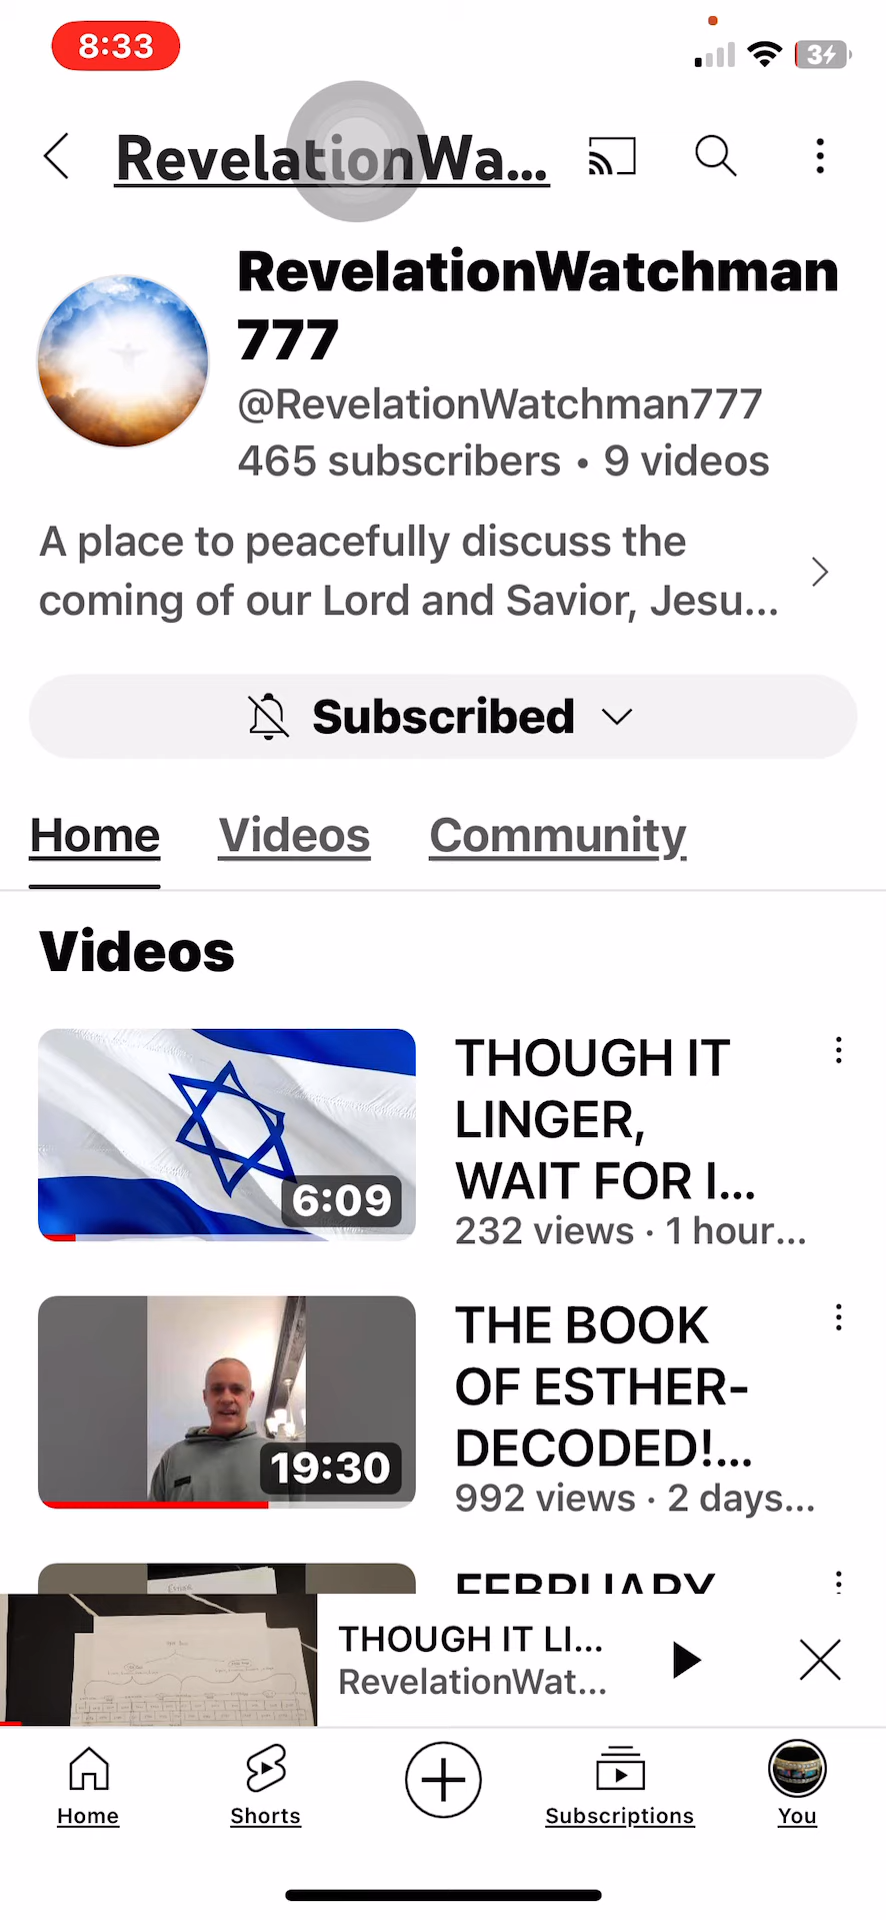 8:33
3
RevelationWa...
RevelationWatchman
777
@RevelationWatchman777
465 subscribers • 9 videos
A place to peacefully discuss the
coming of our Lord and Savior, Jesu...
Subscribed
Home Videos Community
Videos
THOUGH IT
LINGER,
WAIT FOR I...
232 views · 1 hour...
6:09
THE BOOK
OF ESTHER-
DECODED!...
992 views · 2 days...
19:30
FEBRUARY
THOUGH IT LI...
RevelationWat...
Home Shorts Subscriptions You